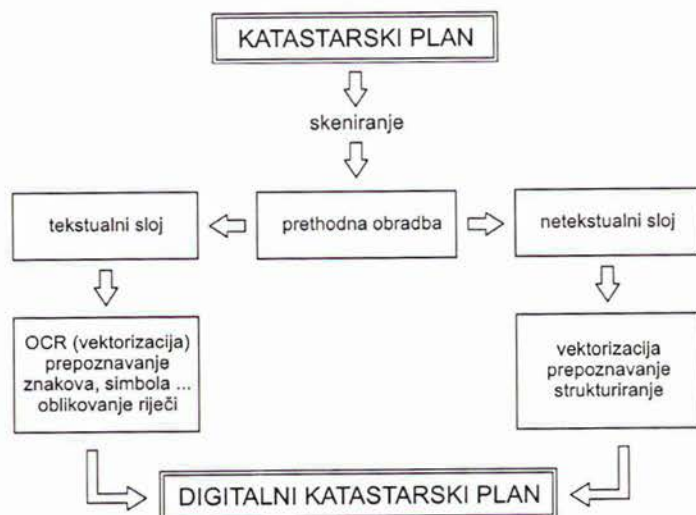 KATASTARSKI PLAN
skeniranje
tekstualni sloj
prethodna obradba
netekstualni sloj
OCR (vektorizacija)
prepoznavanje
znakova, simbola ...
oblikovanje riječi
vektorizacija
prepoznavanje
strukturiranje
DIGITALNI KATASTARSKI PLAN